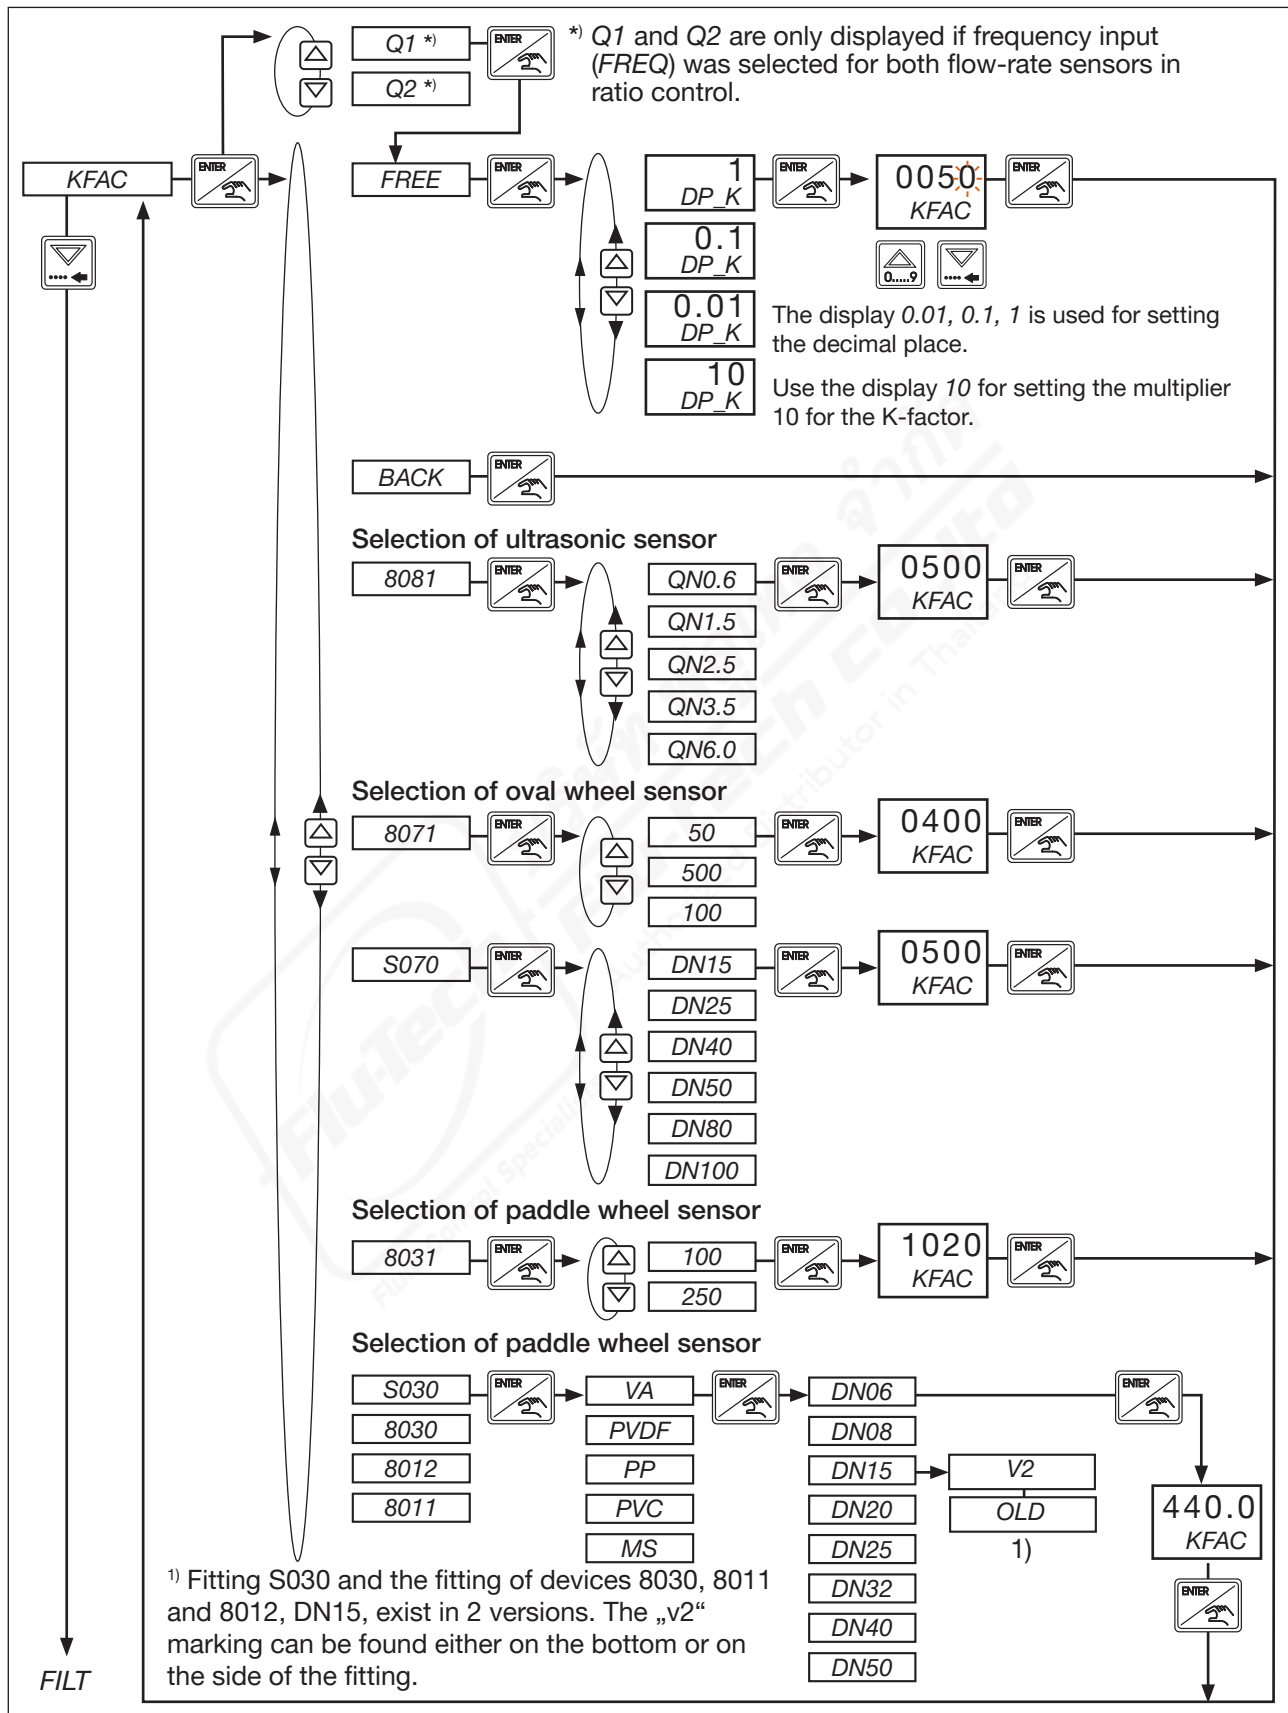 Q1 *)
ENTER
*) Q1 and Q2 are only displayed if frequency input
(FREQ) was selected for both flow-rate sensors in
ratio control.
Q2 *)
KFAC
ENTER
FREE
ENTER
1
DP_K
ENTER
0050
KFAC
ENTER
0.1
DP_K
0.....9
....
0.01
DP_K
The display 0.01, 0.1, 1 is used for setting
the decimal place.
10
DP_K
Use the display 10 for setting the multiplier
10 for the K-factor.
BACK
ENTER
Selection of ultrasonic sensor
8081
ENTER
QN0.6
ENTER
0500
KFAC
ENTER
QN1.5
QN2.5
QN3.5
QN6.0
Selection of oval wheel sensor
8071
ENTER
50
ENTER
0400
KFAC
ENTER
500
100
S070
ENTER
DN15
ENTER
0500
KFAC
ENTER
DN25
DN40
DN50
DN80
DN100
Selection of paddle wheel sensor
8031
ENTER
100
ENTER
1020
KFAC
ENTER
250
Selection of paddle wheel sensor
S030
ENTER
VA
ENTER
DN06
ENTER
8030
PVDF
DN08
8012
PP
DN15
V2
8011
PVC
DN20
OLD
440.0
KFAC
MS
DN25
1)
1) Fitting S030 and the fitting of devices 8030, 8011
and 8012, DN15, exist in 2 versions. The „v2“
marking can be found either on the bottom or on
the side of the fitting.
DN32
ENTER
DN40
DN50
FILT
Flu-Tech